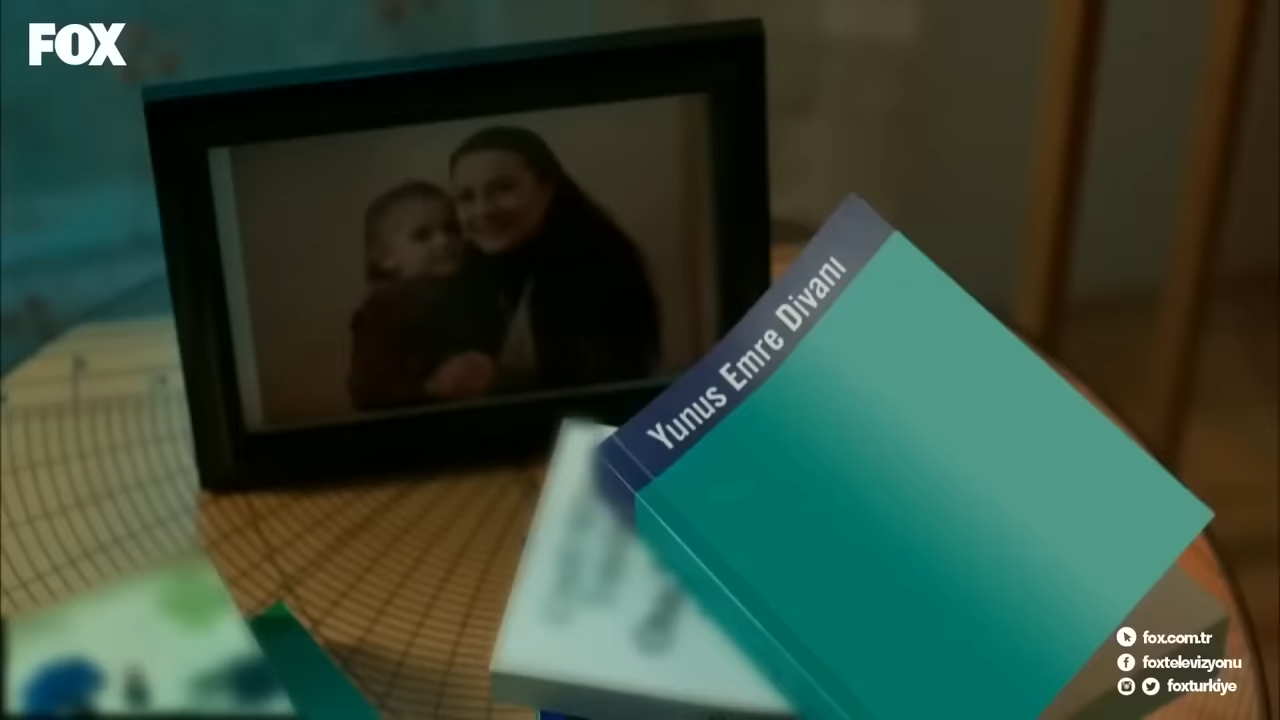 FOX
Yunus Emre Divanı
fox.com.tr
foxtelevizyonu
foxturkiye